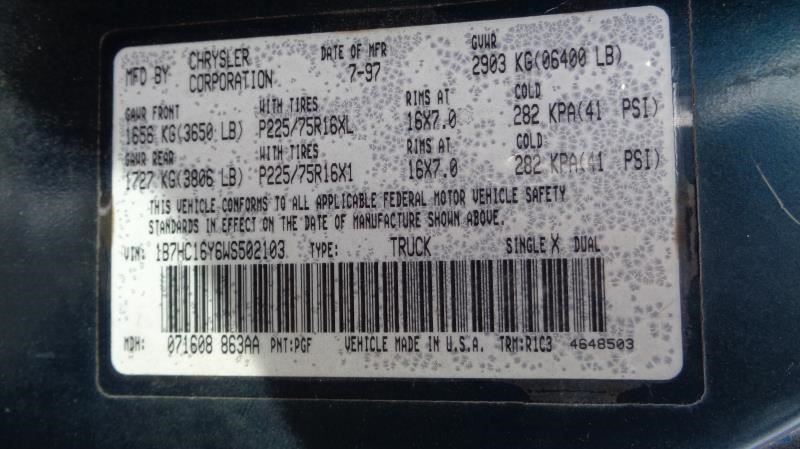 MFD BY CHRYSLER CORPORATION DATE OF MFR 7-97 GVWR 2903 KG(06400 LB)
GAWR FRONT WITH TIRES RIMS AT COLD
1656 KG(3650 LB) P225/75R16XL 16X7.0 282 KPA(41 PSI)
GAWR REAR WITH TIRES RIMS AT COLD
1727 KG(3806 LB) P225/75R16X1 16X7.0 282 KPA(41 PSI)
THIS VEHICLE CONFORMS TO ALL APPLICABLE FEDERAL MOTOR VEHICLE SAFETY
STANDARDS IN EFFECT ON THE DATE OF MANUFACTURE SHOWN ABOVE.
VIN: 1B7HC16Y6WS502103 TYPE: TRUCK SINGLE X DUAL
MDH: 071608 863AA PNT:PGF VEHICLE MADE IN U.S.A. TRM:R1C3 4648503